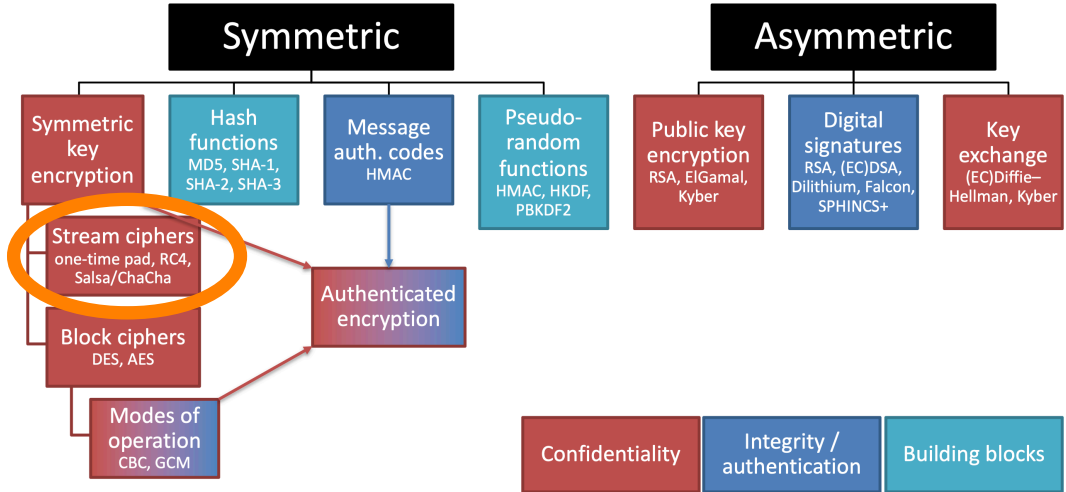 Symmetric
Asymmetric
Symmetric
key
encryption
Hash
functions
MD5, SHA-1,
SHA-2, SHA-3
Message
auth. codes
HMAC
Pseudo-
random
functions
HMAC, HKDF,
PBKDF2
Public key
encryption
RSA, ElGamal,
Kyber
Digital
signatures
RSA, (EC)DSA,
Dilithium, Falcon,
SPHINCS+
Key
exchange
(EC)Diffie–
Hellman, Kyber
Stream ciphers
one-time pad, RC4,
Salsa/ChaCha
Authenticated
encryption
Block ciphers
DES, AES
Modes of
operation
CBC, GCM
Confidentiality
Integrity /
authentication
Building blocks